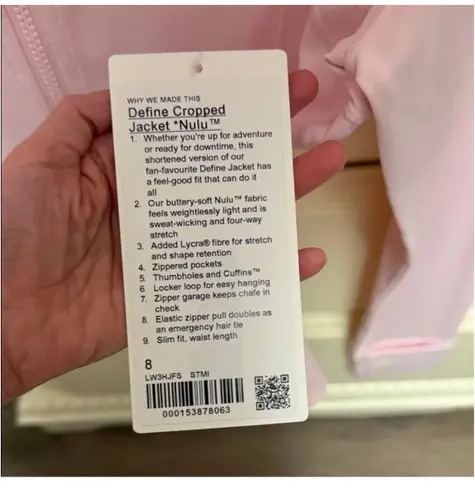 WHY WE MADE THIS
Define Cropped
Jacket *Nulu™
1. Whether you're up for adventure
or ready for downtime, this
shortened version of our
fan-favourite Define Jacket has
a feel-good fit that can do it
all
2. Our buttery-soft Nulu™ fabric
feels weightlessly light and is
sweat-wicking and four-way
stretch
3. Added Lycra® fibre for stretch
and shape retention
4. Zippered pockets
5. Thumbholes and Cuffins™
6. Locker loop for easy hanging
7. Zipper garage keeps chafe in
check
8. Elastic zipper pull doubles as
an emergency hair tie
9. Slim fit, waist length
8
LW3HJFS STMI
000153878063